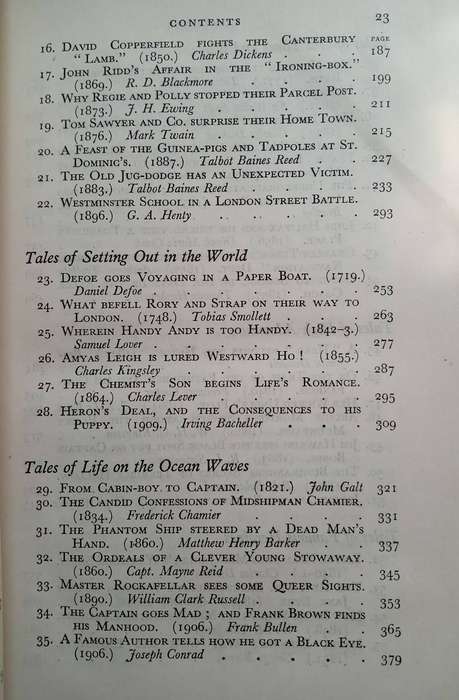 CONTENTS 23
PAGE
16. DAVID COPPERFIELD FIGHTS THE CANTERBURY
"LAMB." (1850.) Charles Dickens . . . 187
17. JOHN RIDD'S AFFAIR IN THE "IRONING-BOX."
(1869.) R. D. Blackmore . . . . 199
18. WHY REGIE AND POLLY STOPPED THEIR PARCEL POST.
(1873.) J. H. Ewing . . . . . 211
19. TOM SAWYER AND CO. SURPRISE THEIR HOME TOWN.
(1876.) Mark Twain . . . . . 215
20. A FEAST OF THE GUINEA-PIGS AND TADPOLES AT ST.
DOMINIC'S. (1887.) Talbot Baines Reed . . 227
21. THE OLD JUG-DODGE HAS AN UNEXPECTED VICTIM.
(1883.) Talbot Baines Reed . . . . 233
22. WESTMINSTER SCHOOL IN A LONDON STREET BATTLE.
(1896.) G. A. Henty . . . . . 293
Tales of Setting Out in the World
23. DEFOE GOES VOYAGING IN A PAPER BOAT. (1719.)
Daniel Defoe . . . . . . . 253
24. WHAT BEFELL RORY AND STRAP ON THEIR WAY TO
LONDON. (1748.) Tobias Smollett . . . 263
25. WHEREIN HANDY ANDY IS TOO HANDY. (1842-3.)
Samuel Lover . . . . . . . 277
26. AMYAS LEIGH IS LURED WESTWARD HO! (1855.)
Charles Kingsley . . . . . . 287
27. THE CHEMIST'S SON BEGINS LIFE'S ROMANCE.
(1864.) Charles Lever . . . . . 295
28. HERON'S DEAL, AND THE CONSEQUENCES TO HIS
PUPPY. (1909.) Irving Bacheller . . . 309
Tales of Life on the Ocean Waves
29. FROM CABIN-BOY TO CAPTAIN. (1821.) John Galt 321
30. THE CANDID CONFESSIONS OF MIDSHIPMAN CHAMIER.
(1834.) Frederick Chamier . . . . 331
31. THE PHANTOM SHIP STEERED BY A DEAD MAN'S
HAND. (1860.) Matthew Henry Barker . . 337
32. THE ORDEALS OF A CLEVER YOUNG STOWAWAY.
(1860.) Capt. Mayne Reid . . . . 345
33. MASTER ROCKAFELLAR SEES SOME QUEER SIGHTS.
(1890.) William Clark Russell . . . . 353
34. THE CAPTAIN GOES MAD; AND FRANK BROWN FINDS
HIS MANHOOD. (1906.) Frank Bullen . . 365
35. A FAMOUS AUTHOR TELLS HOW HE GOT A BLACK EYE.
(1906.) Joseph Conrad . . . . . 379